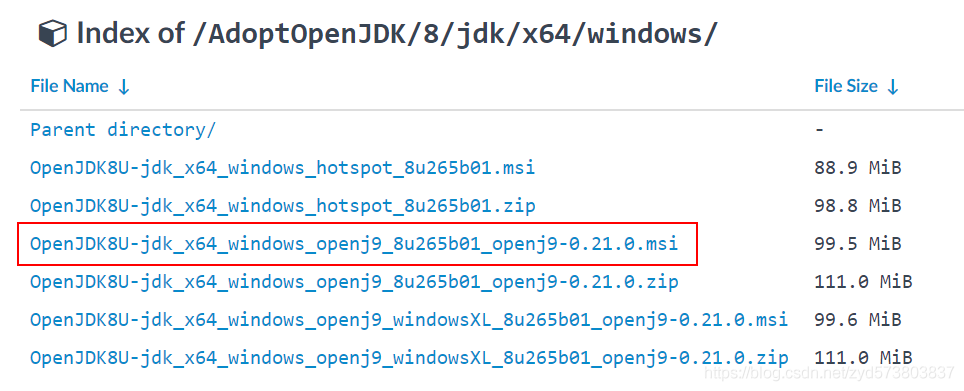 Index of /AdoptOpenJDK/8/jdk/x64/windows/
File Name ↓ File Size ↓
Parent directory/ -
OpenJDK8U-jdk_x64_windows_hotspot_8u265b01.msi 88.9 MiB
OpenJDK8U-jdk_x64_windows_hotspot_8u265b01.zip 98.8 MiB
OpenJDK8U-jdk_x64_windows_openj9_8u265b01_openj9-0.21.0.msi 99.5 MiB
OpenJDK8U-jdk_x64_windows_openj9_8u265b01_openj9-0.21.0.zip 111.0 MiB
OpenJDK8U-jdk_x64_windows_openj9_windowsXL_8u265b01_openj9-0.21.0.msi 99.6 MiB
OpenJDK8U-jdk_x64_windows_openj9_windowsXL_8u265b01_openj9-0.21.0.zip 111.0 MiB
https://blog.csdn.net/zyd573803837